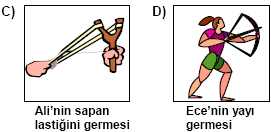 C)
D)
Ali'nin sapan
lastiğini germesi
Ece'nin yayı
germesi